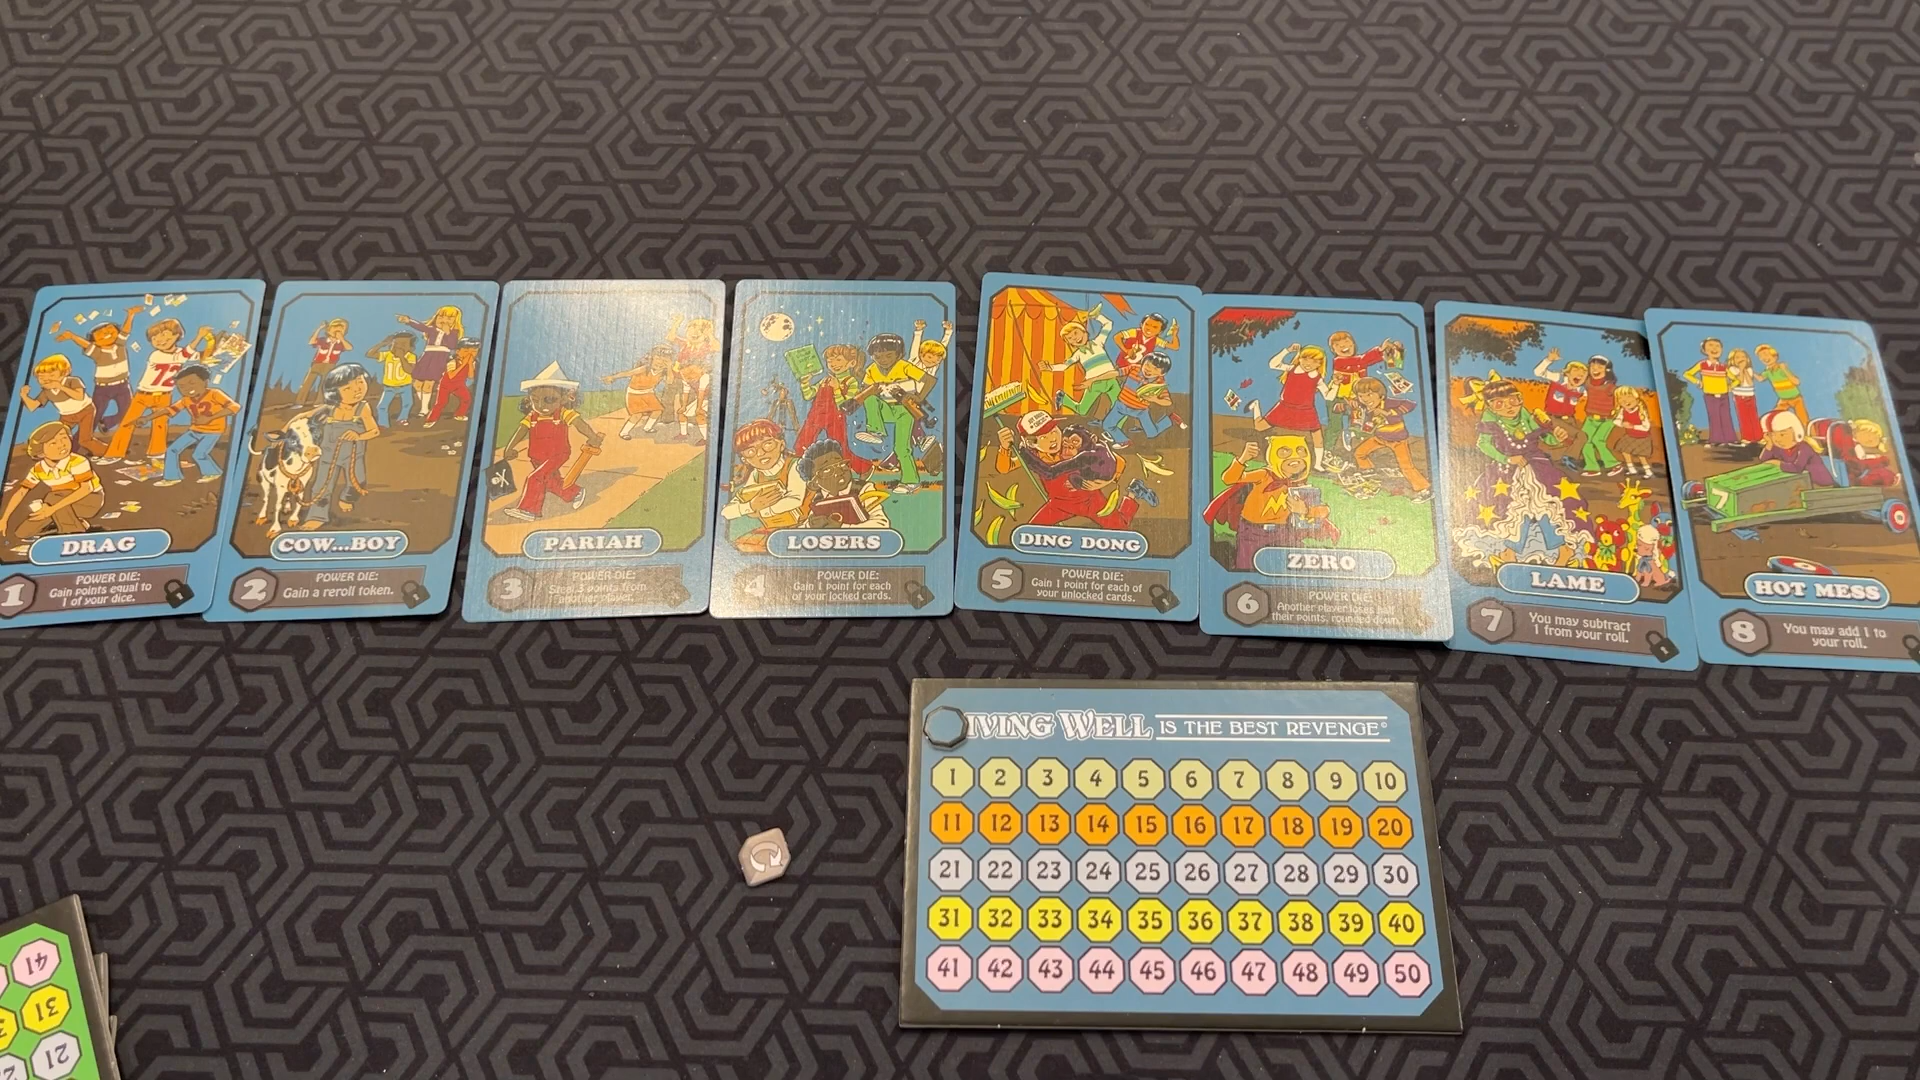 72
10
12
7
DRAG
1
POWER DIE:
Gain points equal to
1 of your dice.
COW...BOY
2
POWER DIE:
Gain a reroll token.
PARIAH
3
POWER DIE:
Steal 3 points from
another player.
LOSERS
4
POWER DIE:
Gain 1 point for each
of your locked cards.
DING DONG
5
POWER DIE:
Gain 1 point for each of
your unlocked cards.
ZERO
6
POWER DIE:
Another player loses half
their points, rounded down.
LAME
7
You may subtract
1 from your roll.
HOT MESS
8
You may add 1 to
your roll.
IVING WELL IS THE BEST REVENGE
1 2 3 4 5 6 7 8 9 10
11 12 13 14 15 16 17 18 19 20
21 22 23 24 25 26 27 28 29 30
31 32 33 34 35 36 37 38 39 40
41 42 43 44 45 46 47 48 49 50
41
31
21